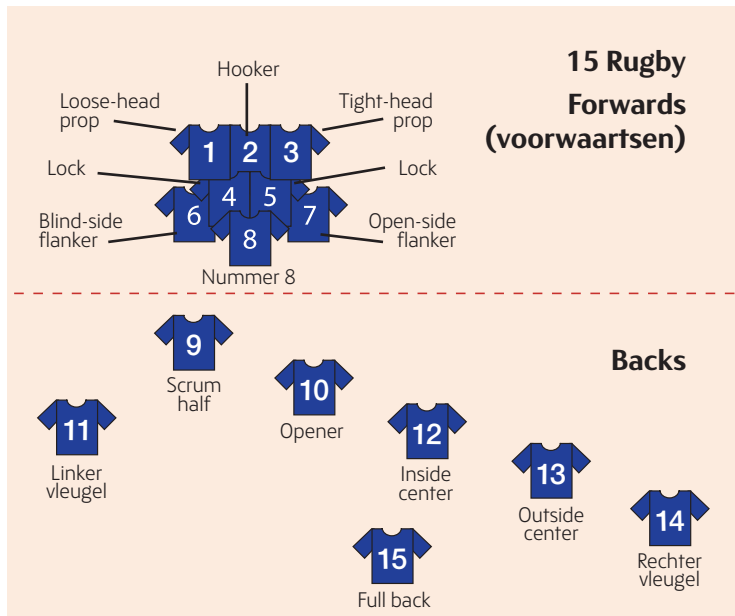 15 Rugby
Forwards
(voorwaartsen)
Hooker
Loose-head
prop
Tight-head
prop
1 2 3
Lock
Lock
4 5
6
7
Blind-side
flanker
Open-side
flanker
8
Nummer 8
Backs
9
Scrum
half
10
Opener
11
Linker
vleugel
12
Inside
center
13
Outside
center
14
Rechter
vleugel
15
Full back